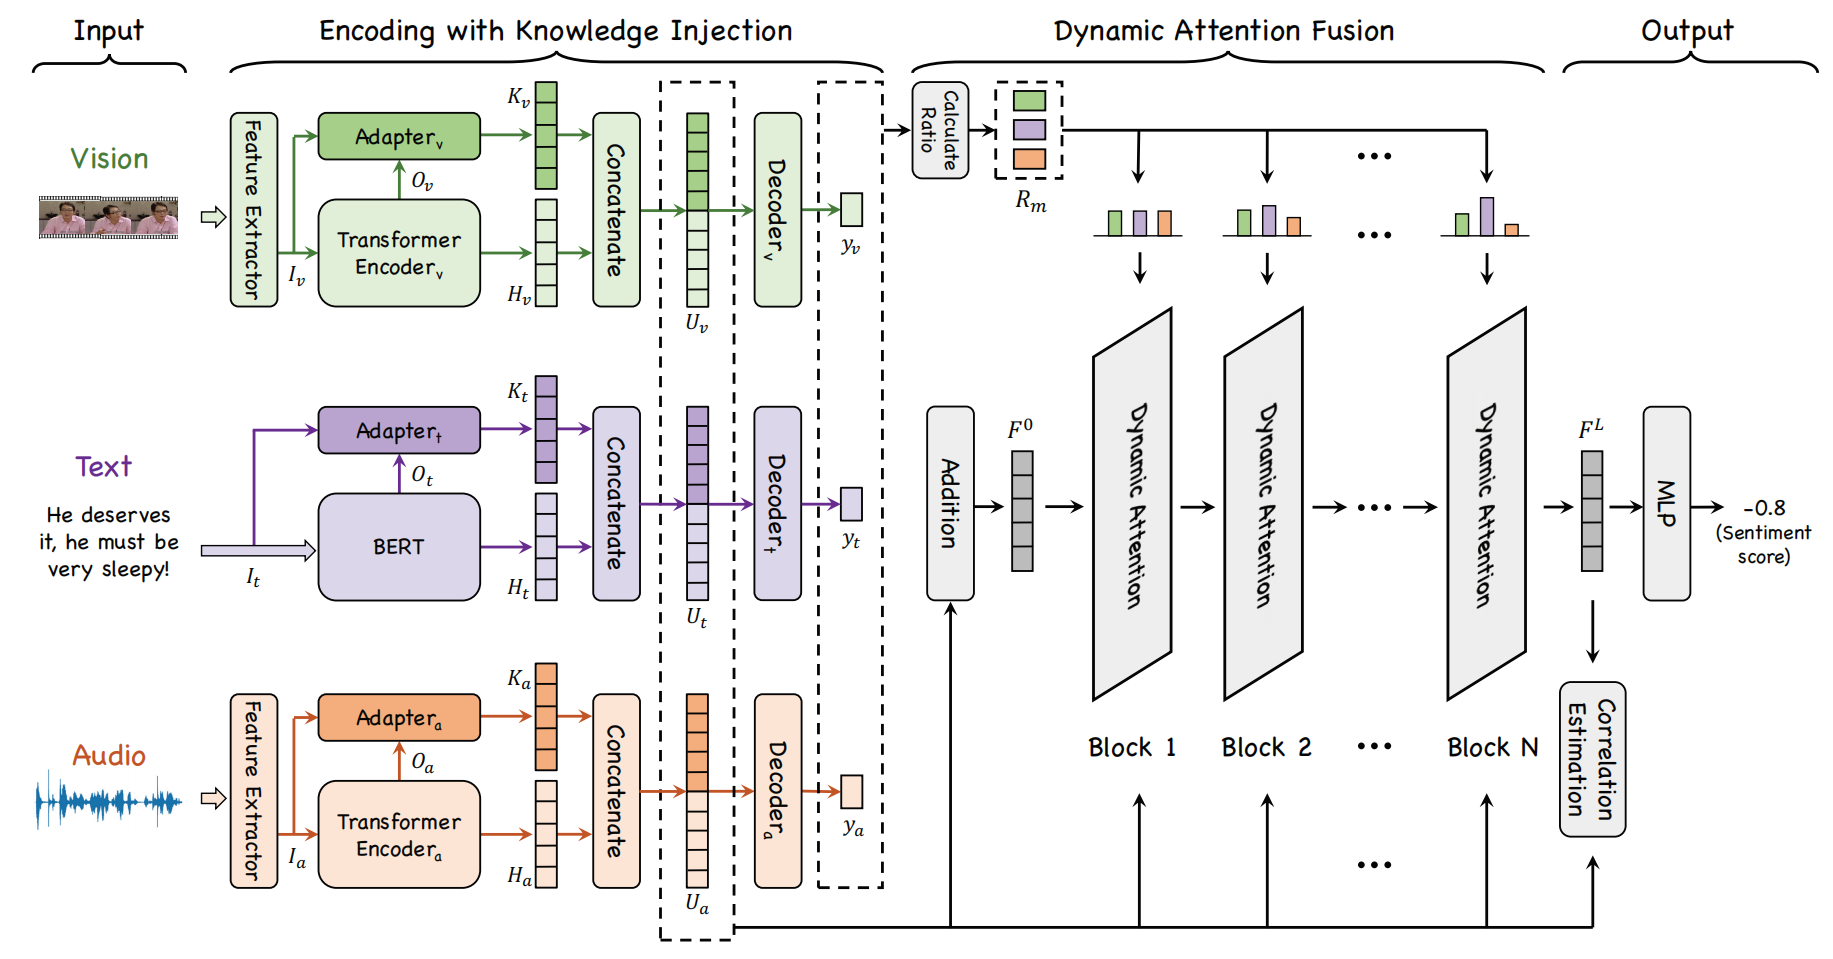 Input
Encoding with Knowledge Injection
Dynamic Attention Fusion
Output
Vision
Feature Extractor
I_v
Adapter_v
O_v
Transformer
Encoder_v
K_v
H_v
Concatenate
U_v
Decoder_v
y_v
Calculate
Ratio
R_m
Text
He deserves
it, he must be
very sleepy!
I_t
Adapter_t
O_t
BERT
K_t
H_t
Concatenate
U_t
Decoder_t
y_t
Audio
Feature Extractor
I_a
Adapter_a
O_a
Transformer
Encoder_a
K_a
H_a
Concatenate
U_a
Decoder_a
y_a
Addition
F^0
Dynamic Attention
Dynamic Attention
Dynamic Attention
Block 1
Block 2
Block N
F^L
MLP
-0.8
(Sentiment
score)
Correlation
Estimation